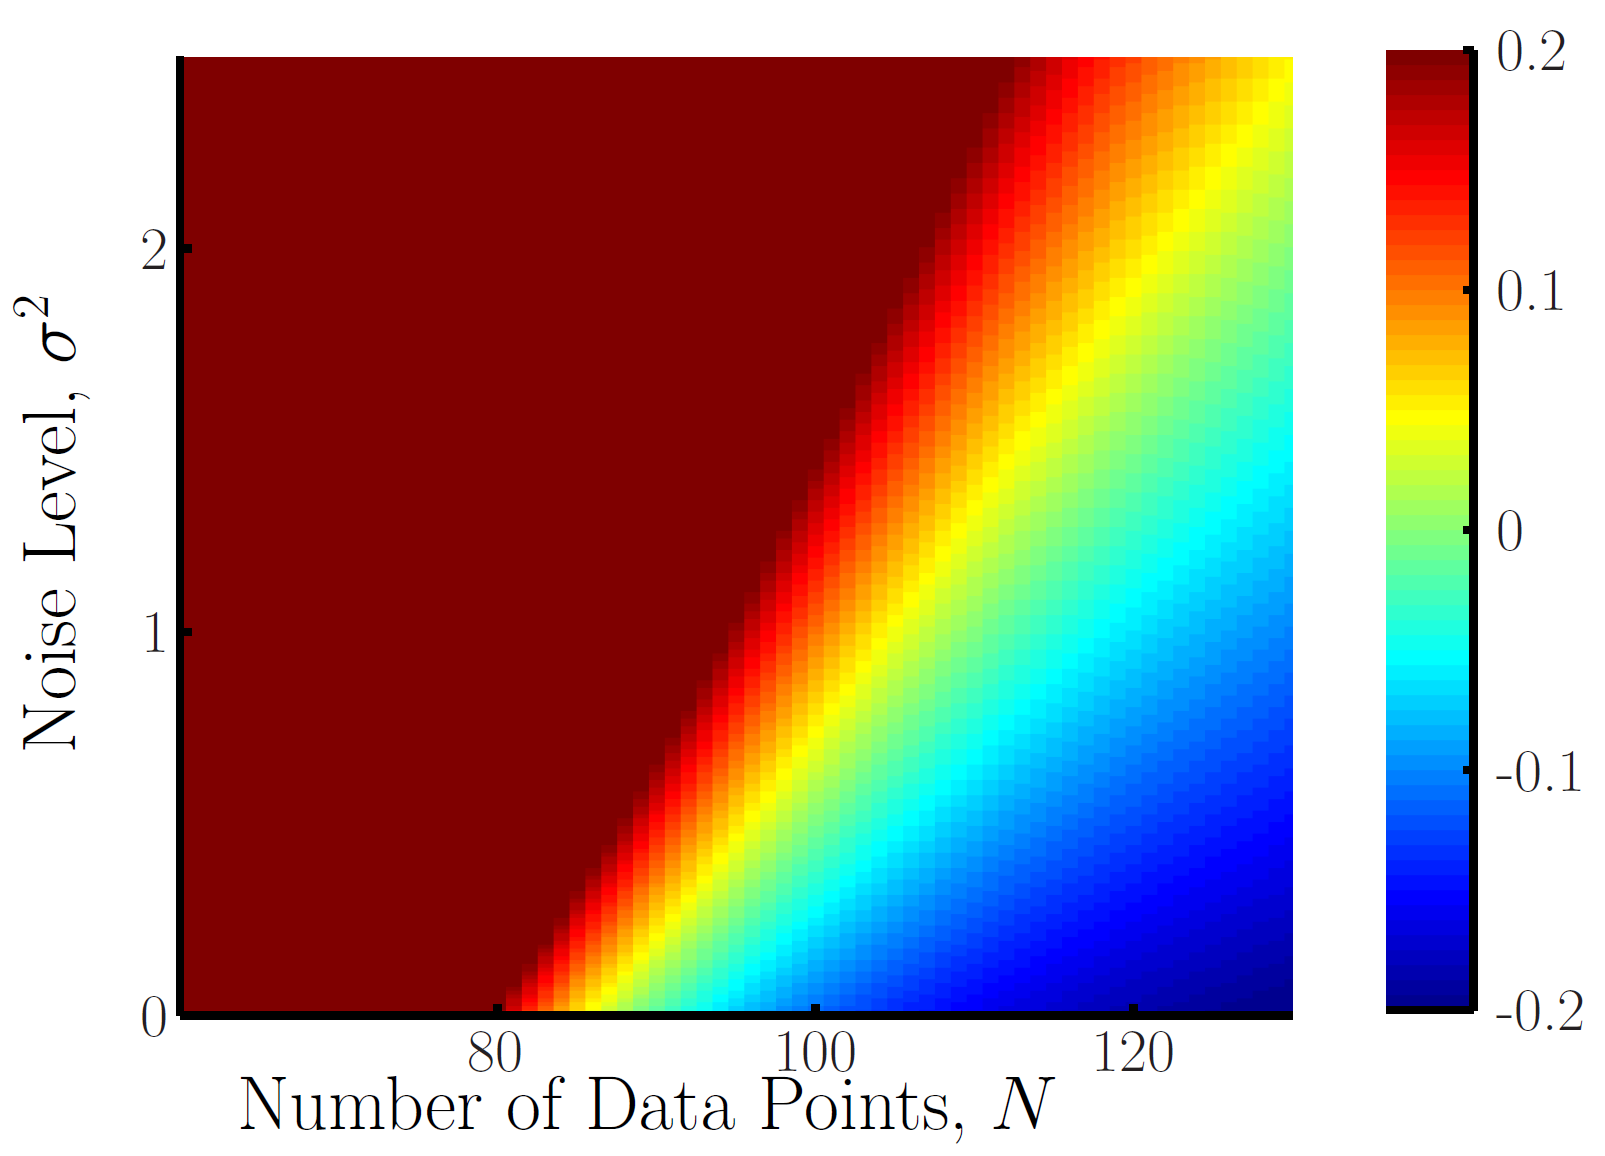 Noise Level, σ²
2
1
0
80 100 120
Number of Data Points, N
0.2
0.1
0
-0.1
-0.2